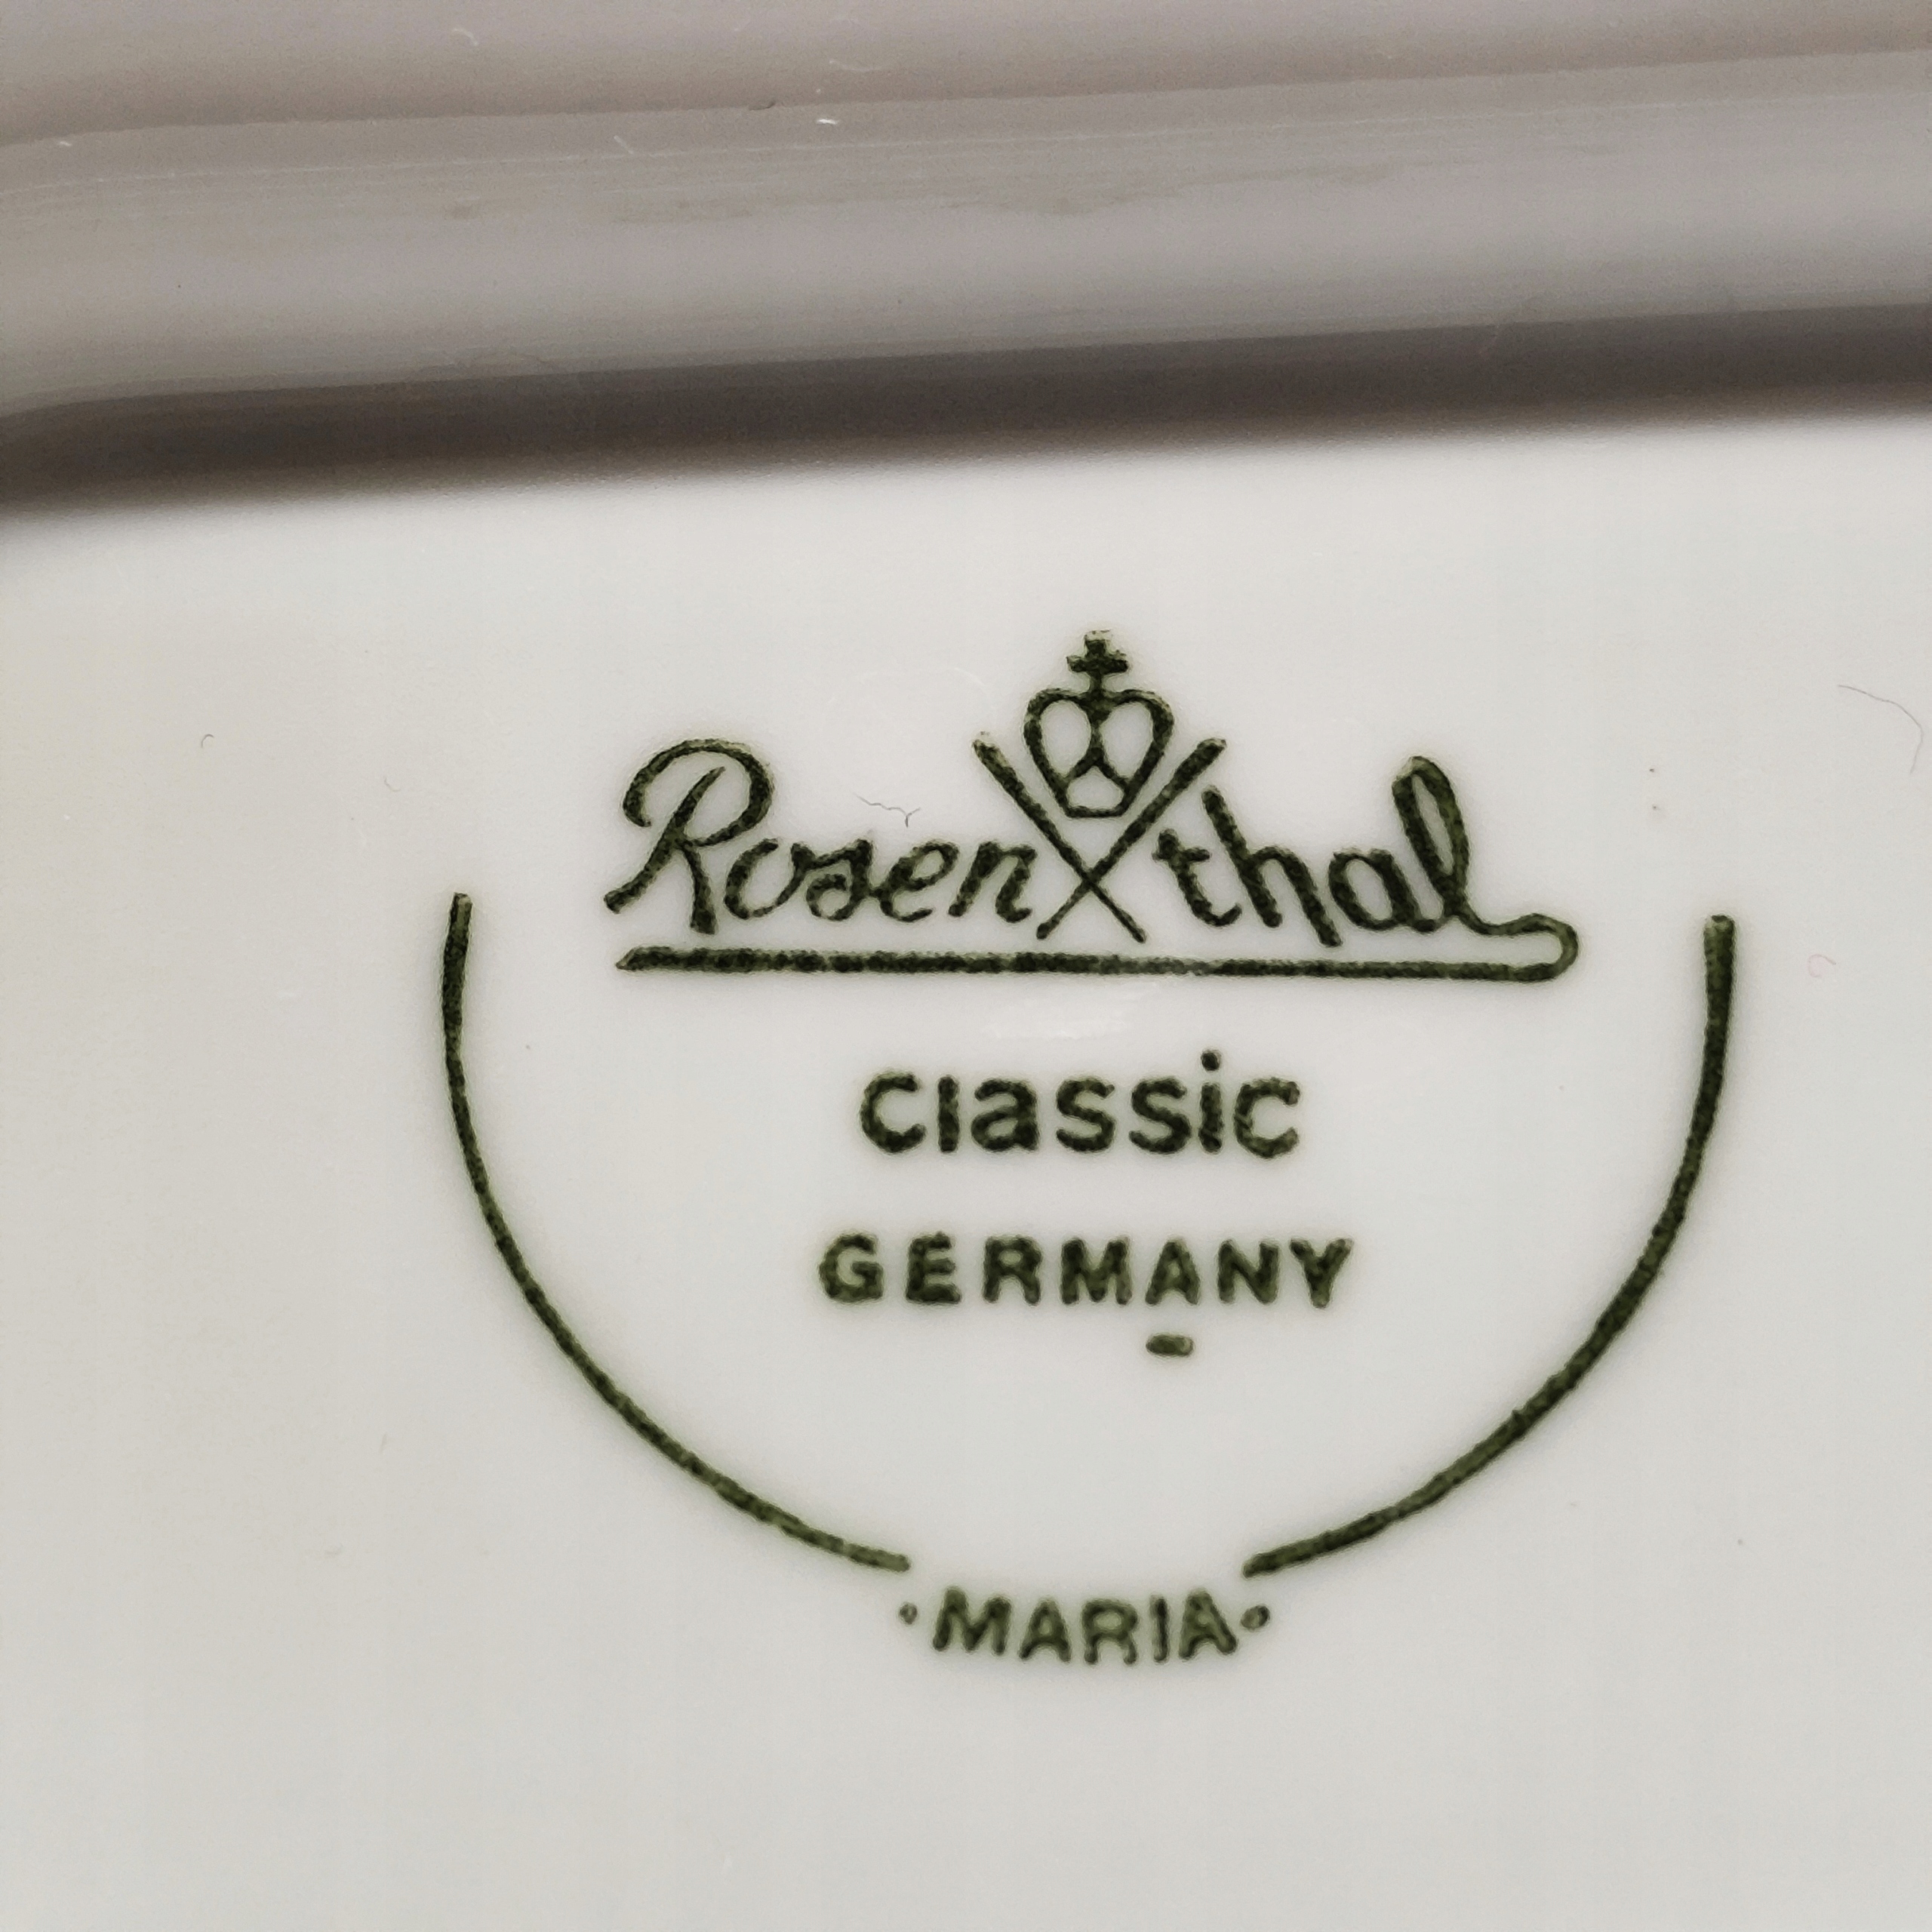 Rosenthal
classic
GERMANY
·MARIA·